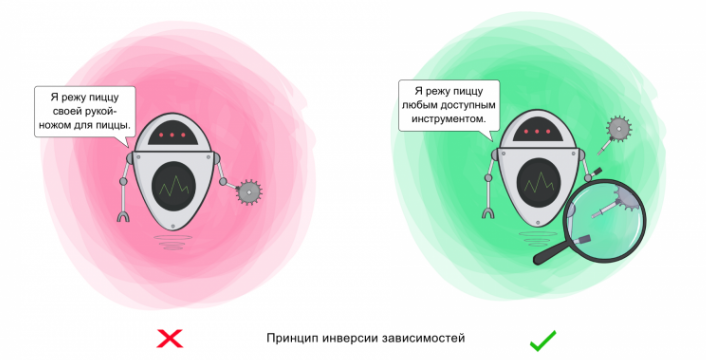 Я режу пиццу
своей рукой-
ножом для пиццы.
Я режу пиццу
любым доступным
инструментом.
Принцип инверсии зависимостей